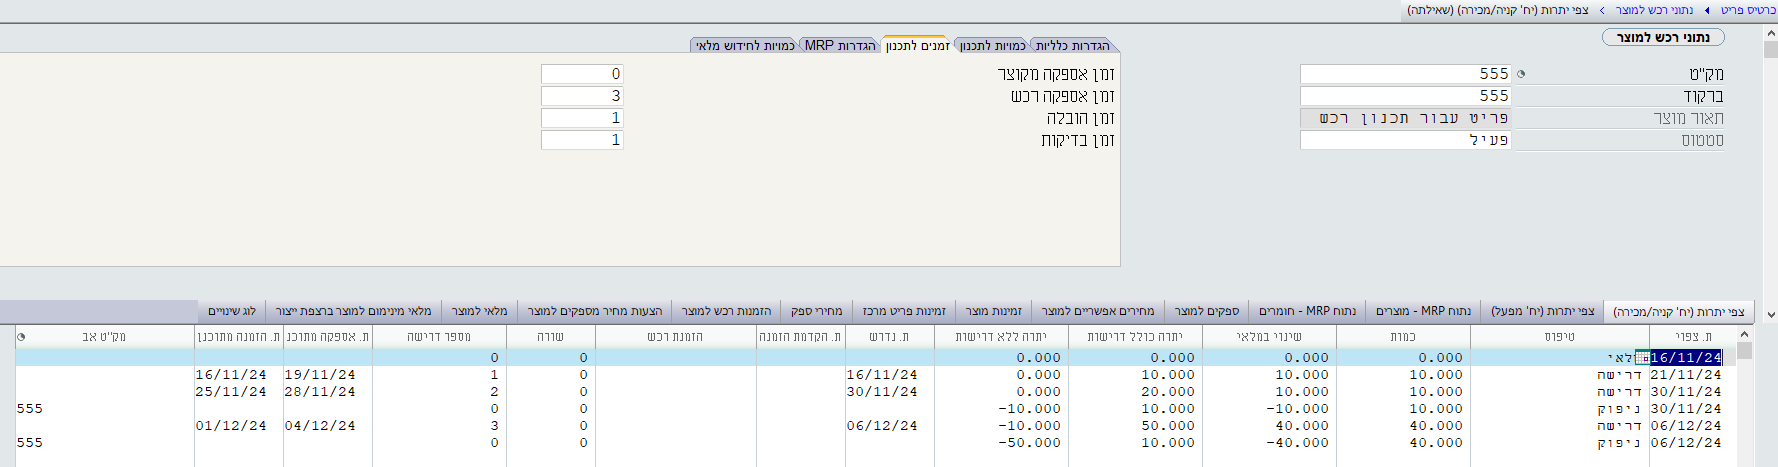 כרטיס פריט ◂ נתוני רכש למוצר > צפי יתרות (יח' קניה/מכירה) (שאילתה)
נתוני רכש למוצר
הגדרות כלליות כמויות לתכנון זמנים לתכנון הגדרות MRP כמויות לחידוש מלאי
מק"ט 555
ברקוד 555
תאור מוצר פריט עבור תכנון רכש
סטטוס פעיל
זמן אספקה מקוצר 0
זמן אספקה רכש 3
זמן הובלה 1
זמן בדיקות 1
צפי יתרות (יח' קניה/מכירה) צפי יתרות (יח' מפעל) נתוח MRP - מוצרים נתוח MRP - חומרים ספקים למוצר מחירים אפשריים למוצר זמינות מוצר זמינות פריט מרכז מחירי ספק הזמנות רכש למוצר הצעות מחיר מספקים למוצר מלאי למוצר מלאי מינימום למוצר ברצפת ייצור לוג שינויים
ת. צפוי טיפוס כמות שינוי במלאי יתרה כולל דרישות יתרה ללא דרישות ת. נדרש ת. הקדמת הזמנה הזמנת רכש שורה מספר דרישה ת. אספקה מתוכנ ת. הזמנה מתוכנן מק"ט אב
16/11/24 לאי 0.000 0.000 0.000 0.000 0 0
21/11/24 דרישה 10.000 10.000 10.000 0.000 16/11/24 0 1 19/11/24 16/11/24
30/11/24 דרישה 10.000 10.000 20.000 0.000 30/11/24 0 2 28/11/24 25/11/24
30/11/24 ניפוק 10.000 -10.000 10.000 -10.000 0 0 555
06/12/24 דרישה 40.000 40.000 50.000 -10.000 06/12/24 0 3 04/12/24 01/12/24
06/12/24 ניפוק 40.000 -40.000 10.000 -50.000 0 0 555